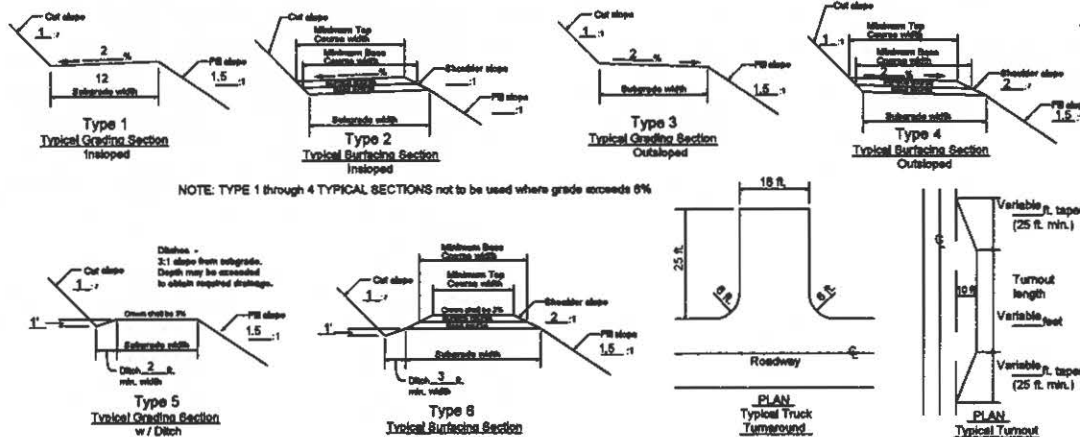 Cut slope
1 :1
2 %
Fill slope
1.5 :1
12
Subgrade width
Type 1
Typical Grading Section
Insloped
Cut slope
1 :1
Minimum Top
Course width
Minimum Base
Course width
%
Shoulder slope
:1
Fill slope
:1
Subgrade width
Type 2
Typical Surfacing Section
Insloped
Cut slope
1 :1
2 %
Fill slope
1.5 :1
Subgrade width
Type 3
Typical Grading Section
Outsloped
Cut slope
1 :1
Minimum Top
Course width
Minimum Base
Course width
2 %
Shoulder slope
2
Fill slope
1.5 :1
Subgrade width
Type 4
Typical Surfacing Section
Outsloped
NOTE: TYPE 1 through 4 TYPICAL SECTIONS not to be used where grade exceeds 6%
Ditches -
3:1 slope from subgrade.
Depth may be exceeded
to obtain required drainage.
Cut slope
1 :1
Crown shall be 3%
Fill slope
1.5 :1
1'
Subgrade width
Ditch 2 ft.
min. width
Type 5
Typical Grading Section
w / Ditch
Cut slope
1 :1
Minimum Base
Course width
Minimum Top
Course width
Crown shall be 3%
Shoulder slope
2 :1
Fill slope
1.5 :1
1'
Subgrade width
Ditch 3 ft.
min. width
Type 6
Typical Surfacing Section
25 ft.
6 ft.
6 ft.
Roadway
PLAN
Typical Truck
Turnaround
Variable ft. taper
(25 ft. min.)
10 ft
Turnout
length
Variable feet
Variable ft. taper
(25 ft. min.)
PLAN
Typical Turnout